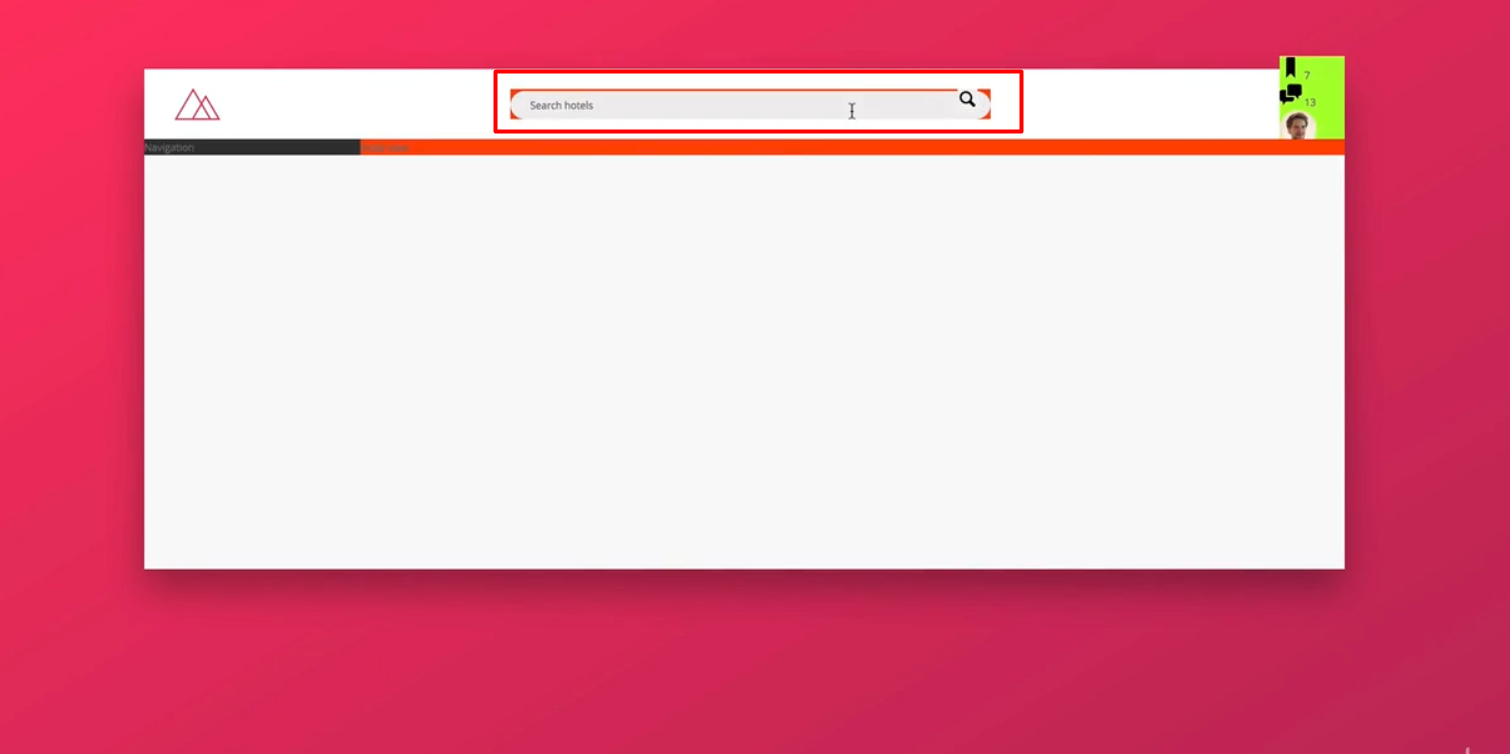 Search hotels
7
13
Navigation